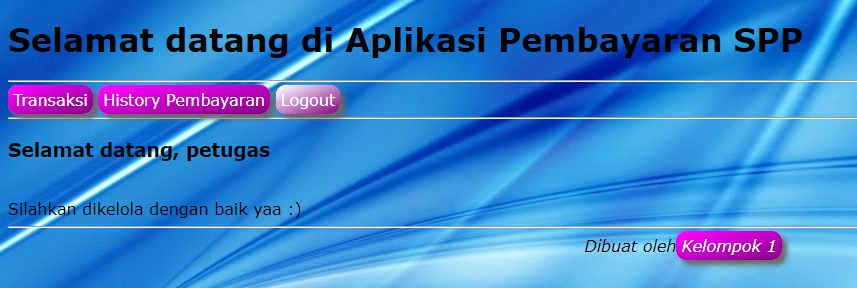 Selamat datang di Aplikasi Pembayaran SPP
Transaksi History Pembayaran Logout
Selamat datang, petugas
Silahkan dikelola dengan baik yaa :)
Dibuat oleh Kelompok 1